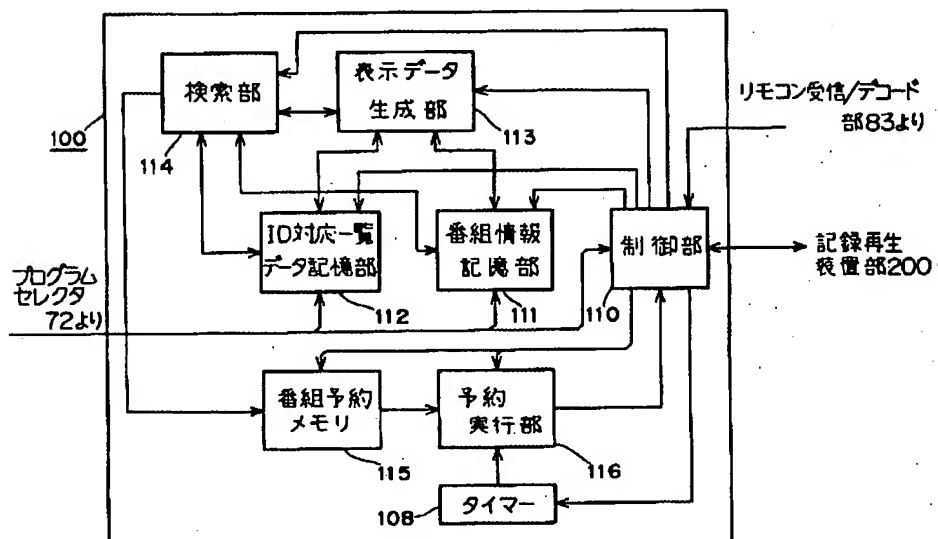 検索部
114
表示データ
生成部
113
100
リモコン受信/デコード
部83より
ID対応一覧
データ記憶部
112
番組情報
記憶部
111
制御部
110
記録再生
装置部200
プログラム
セレクタ
72より
番組予約
メモリ
115
予約
実行部
116
108
タイマー